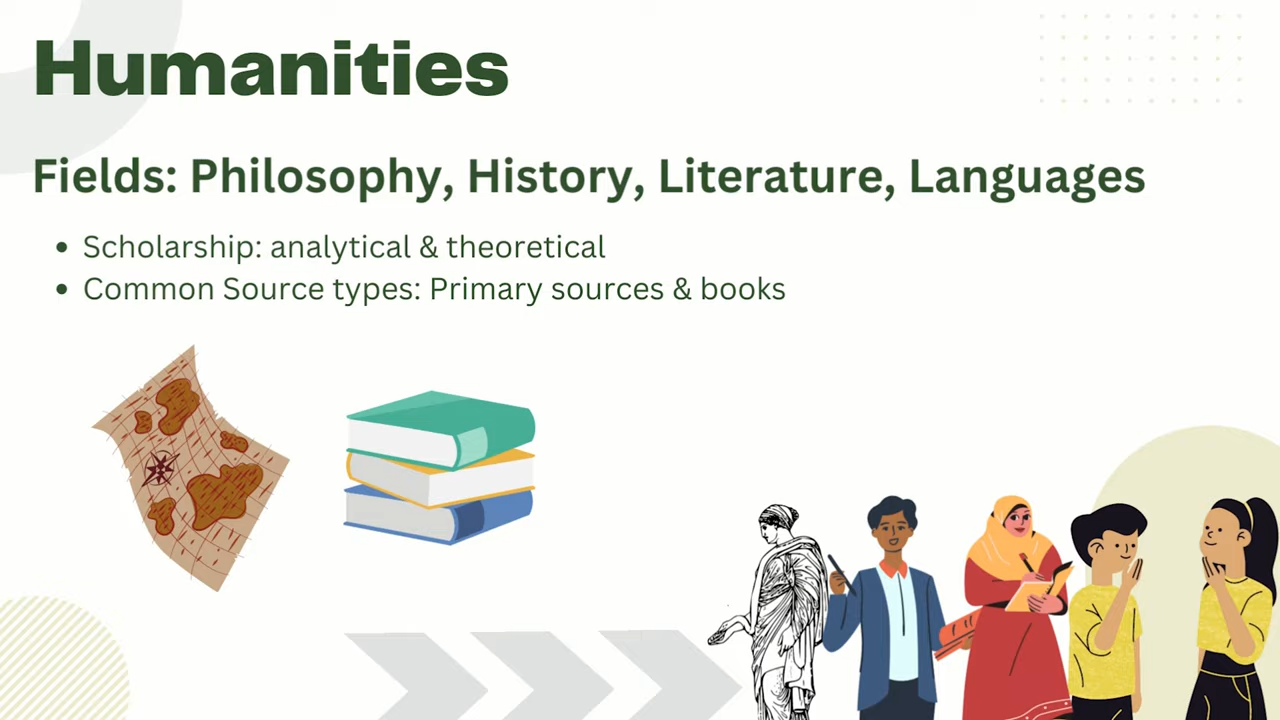 Humanities
Fields: Philosophy, History, Literature, Languages
• Scholarship: analytical & theoretical
• Common Source types: Primary sources & books